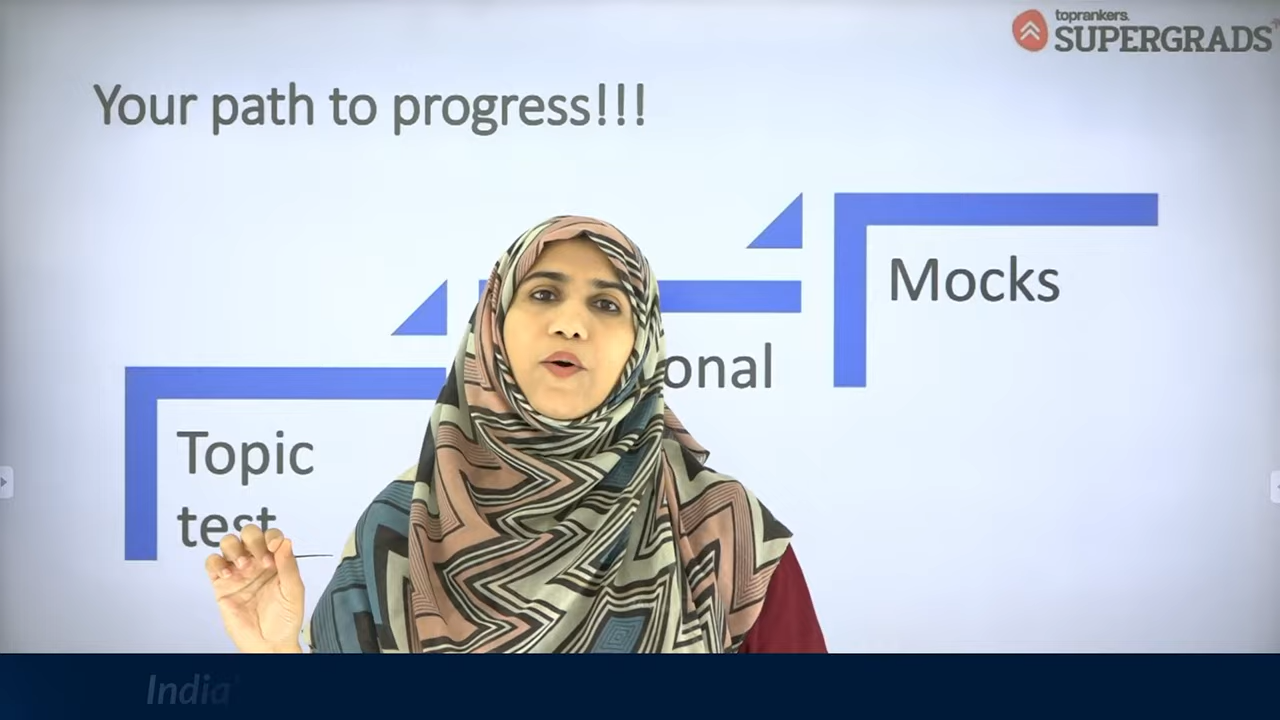 toprankers.
SUPERGRADS
Your path to progress!!!
Mocks
onal
Topic
test
India